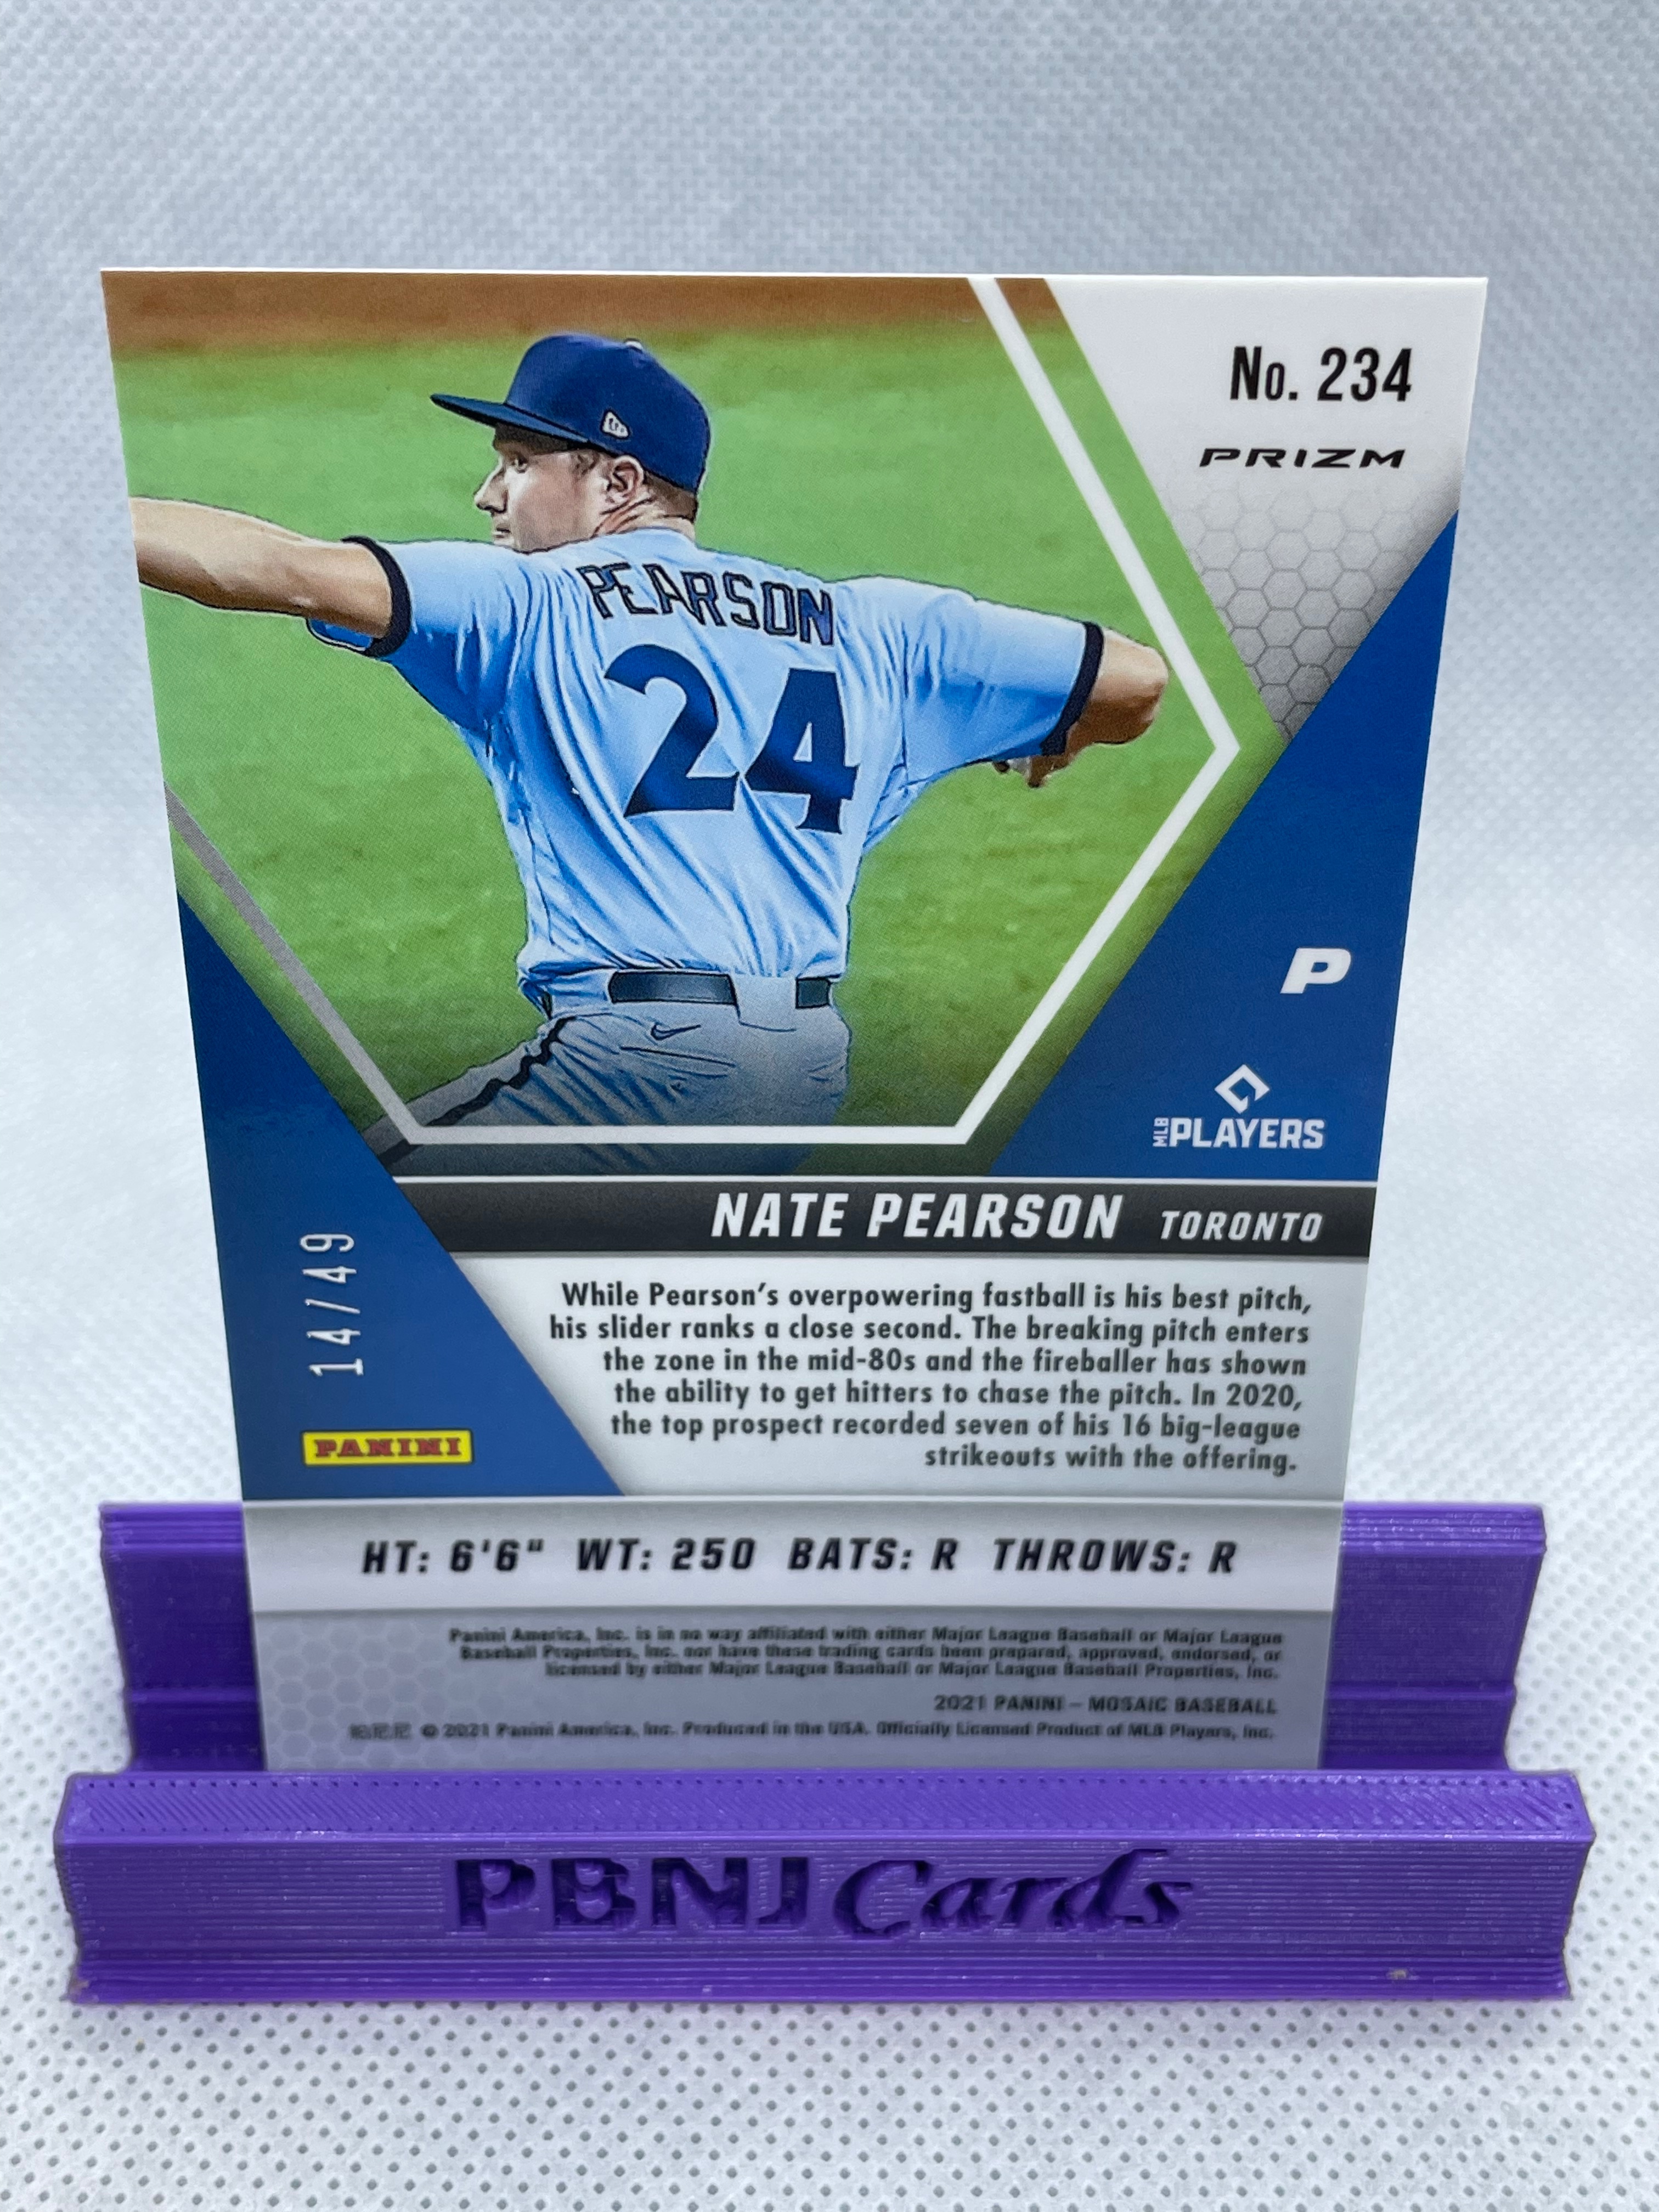 No. 234
PRIZM
PEARSON
24
P
MLB PLAYERS
NATE PEARSON TORONTO
14/49
While Pearson's overpowering fastball is his best pitch,
his slider ranks a close second. The breaking pitch enters
the zone in the mid-80s and the fireballer has shown
the ability to get hitters to chase the pitch. In 2020,
the top prospect recorded seven of his 16 big-league
strikeouts with the offering.
PANINI
HT: 6'6" WT: 250 BATS: R THROWS: R
Panini America, Inc. is in no way affiliated with either Major League Baseball or Major League
Baseball Properties, Inc. nor have these trading cards been prepared, approved, endorsed, or
licensed by either Major League Baseball or Major League Baseball Properties, Inc.
2021 PANINI – MOSAIC BASEBALL
© 2021 Panini America, Inc. Produced in the USA. Officially Licensed Product of MLB Players, Inc.
PBNJCards